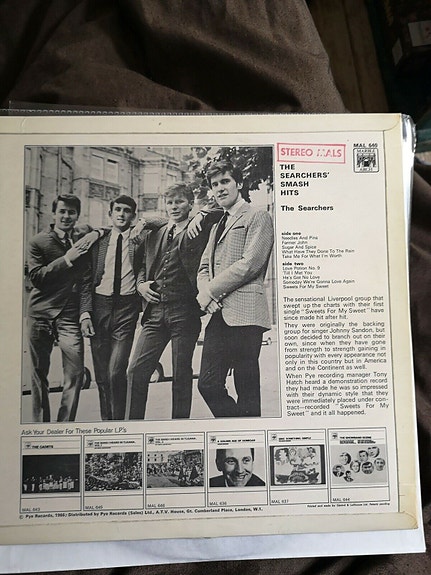 STEREO MALS
MAL 646
MARBLE
ARCH
THE
SEARCHERS'
SMASH
HITS
The Searchers
side one
Needles And Pins
Farmer John
Sugar And Spice
What Have They Done To The Rain
Take Me For What I'm Worth
side two
Love Potion No. 9
'Till I Met You
He's Got No Love
Someday We're Gonna Love Again
Sweets For My Sweet
The sensational Liverpool group that
swept up the charts with their first
single "Sweets For My Sweet" have
since made hit after hit.
They were originally the backing
group for singer Johnny Sandon, but
soon decided to branch out on their
own, since when they have gone
from strength to strength gaining in
popularity with every appearance not
only in this country but in America
and on the Continent as well.
When Pye recording manager Tony
Hatch heard a demonstration record
they had made he was so impressed
with their dynamic style that they
were immediately placed under con-
tract—recorded "Sweets For My
Sweet" and it all happened.
Ask Your Dealer For These Popular LP's
THE CADETS
MAL 643
MAL 645
MAL 649
MAL 636
MAL 637
MAL 644
© Pye Records, 1966: Distributed by Pye Records (Sales) Ltd., A.T.V. House, Gt. Cumberland Place, London, W.1.